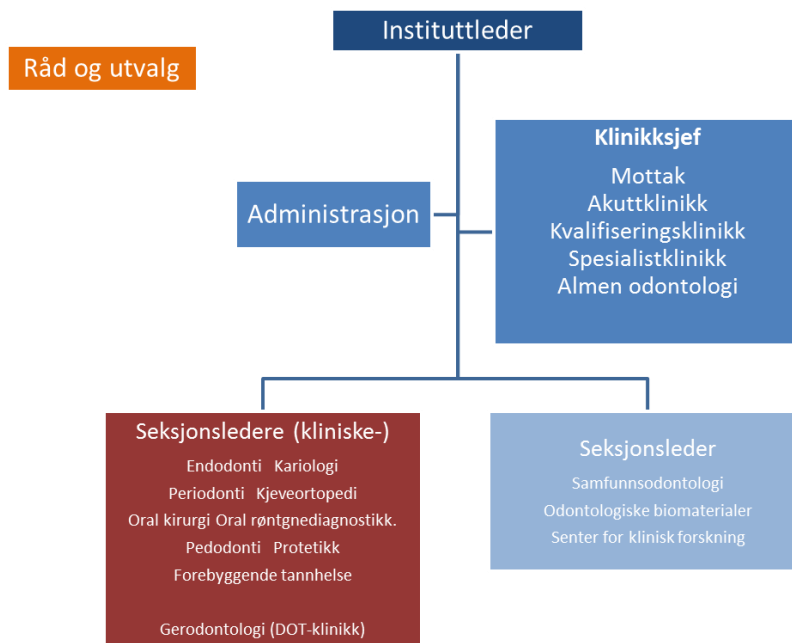 Instituttleder
Råd og utvalg
Klinikksjef
Mottak
Akuttklinikk
Kvalifiseringsklinikk
Spesialistklinikk
Almen odontologi
Administrasjon
Seksjonsledere (kliniske-)
Endodonti Kariologi
Periodonti Kjeveortopedi
Oral kirurgi Oral røntgnediagnostikk.
Pedodonti Protetikk
Forebyggende tannhelse
Gerodontologi (DOT-klinikk)
Seksjonsleder
Samfunnsodontologi
Odontologiske biomaterialer
Senter for klinisk forskning